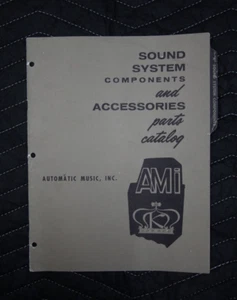 SOUND
SYSTEM
COMPONENTS
and
ACCESSORIES
parts
catalog
AUTOMATIC MUSIC, INC.
AMi